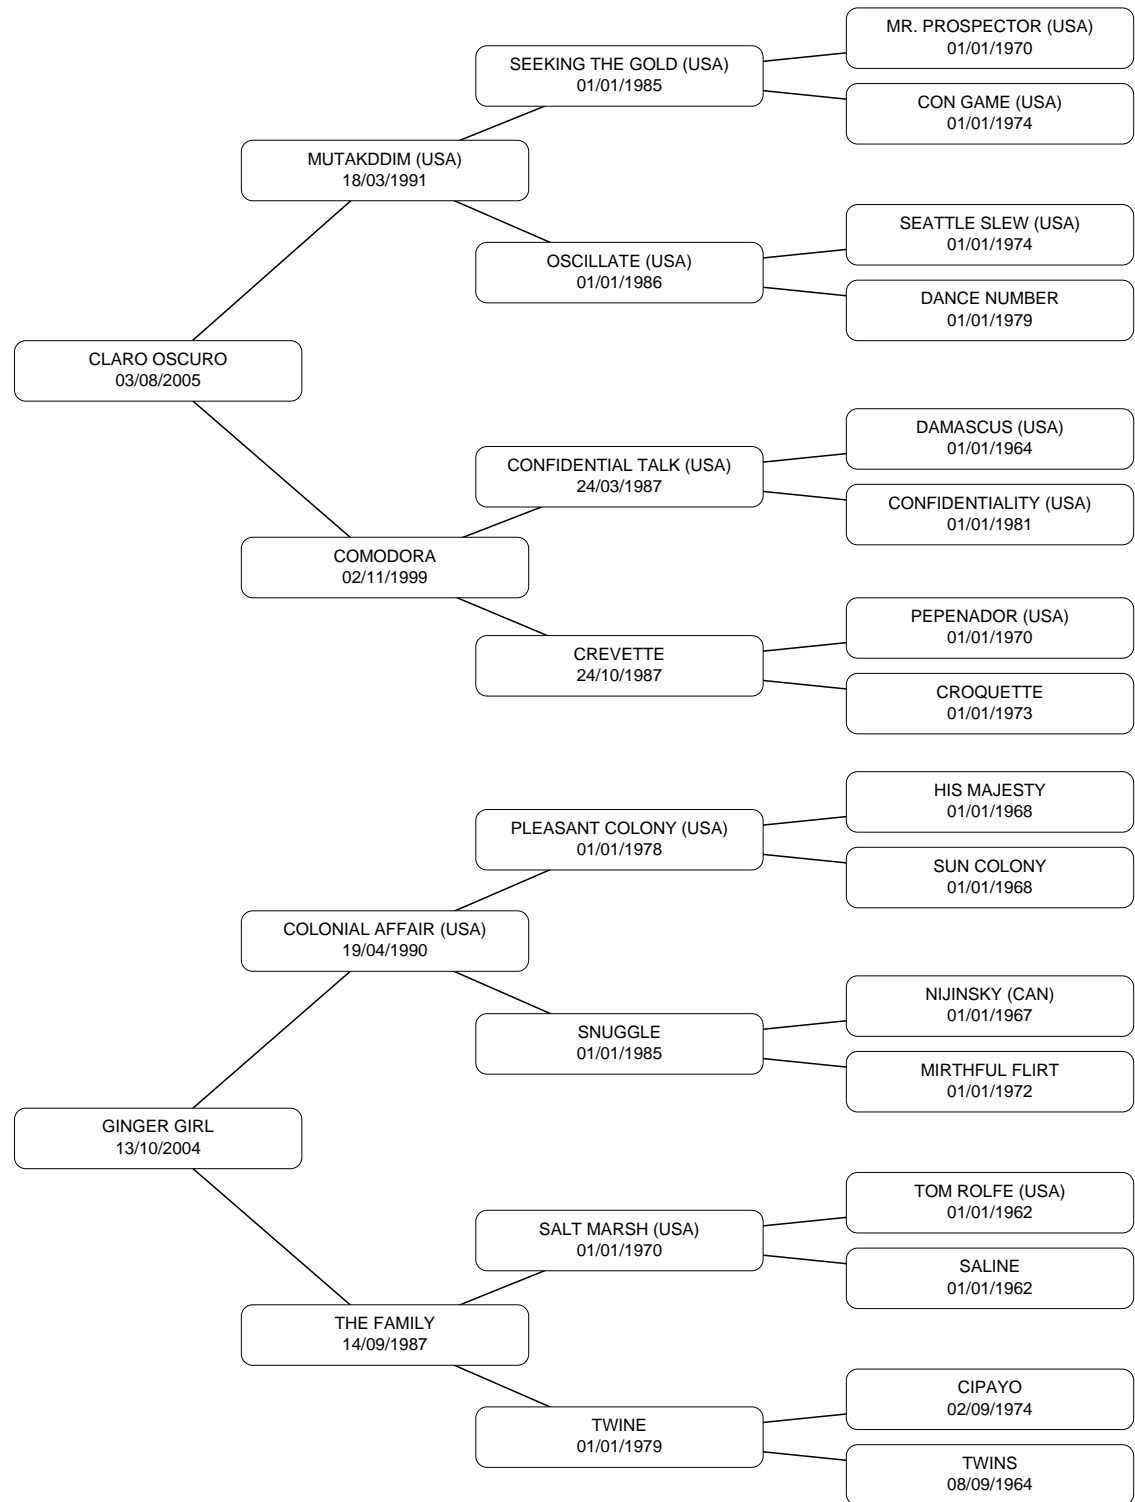 MR. PROSPECTOR (USA)
01/01/1970
SEEKING THE GOLD (USA)
01/01/1985
CON GAME (USA)
01/01/1974
MUTAKDDIM (USA)
18/03/1991
SEATTLE SLEW (USA)
01/01/1974
OSCILLATE (USA)
01/01/1986
DANCE NUMBER
01/01/1979
CLARO OSCURO
03/08/2005
DAMASCUS (USA)
01/01/1964
CONFIDENTIAL TALK (USA)
24/03/1987
CONFIDENTIALITY (USA)
01/01/1981
COMODORA
02/11/1999
PEPENADOR (USA)
01/01/1970
CREVETTE
24/10/1987
CROQUETTE
01/01/1973
HIS MAJESTY
01/01/1968
PLEASANT COLONY (USA)
01/01/1978
SUN COLONY
01/01/1968
COLONIAL AFFAIR (USA)
19/04/1990
NIJINSKY (CAN)
01/01/1967
SNUGGLE
01/01/1985
MIRTHFUL FLIRT
01/01/1972
GINGER GIRL
13/10/2004
TOM ROLFE (USA)
01/01/1962
SALT MARSH (USA)
01/01/1970
SALINE
01/01/1962
THE FAMILY
14/09/1987
CIPAYO
02/09/1974
TWINE
01/01/1979
TWINS
08/09/1964